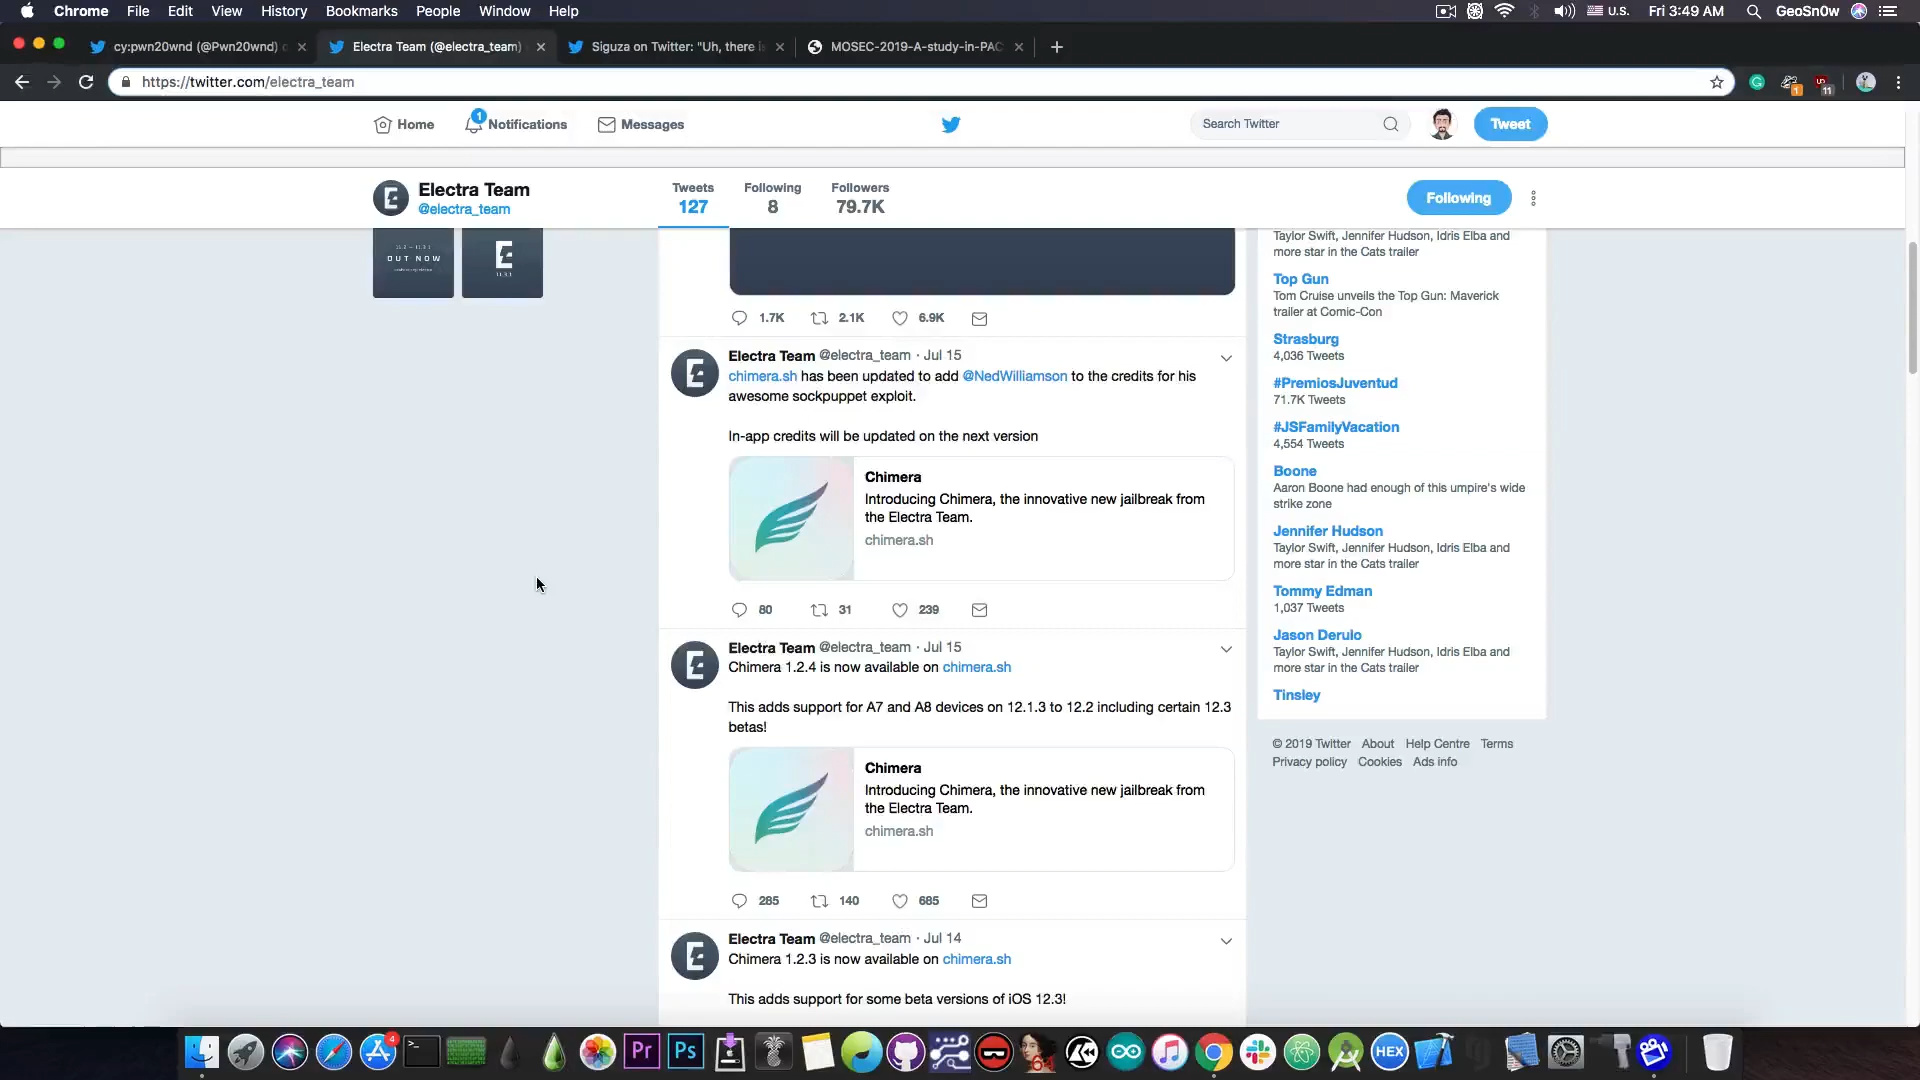 Chrome File Edit View History Bookmarks People Window Help
U.S. Fri 3:49 AM GeoSn0w
cy:pwn20wnd (@Pwn20wnd)
Electra Team (@electra_team)
Siguza on Twitter: "Uh, there i
MOSEC-2019-A-study-in-PAC
https://twitter.com/electra_team
1
11
Home
1
Notifications
Messages
Search Twitter
Tweet
Electra Team
@electra_team
Tweets
127
Following
8
Followers
79.7K
Following
OUT NOW
11.3.1
1.7K 2.1K 6.9K
Electra Team @electra_team · Jul 15
chimera.sh has been updated to add @NedWilliamson to the credits for his
awesome sockpuppet exploit.
In-app credits will be updated on the next version
Chimera
Introducing Chimera, the innovative new jailbreak from
the Electra Team.
chimera.sh
80 31 239
Electra Team @electra_team · Jul 15
Chimera 1.2.4 is now available on chimera.sh
This adds support for A7 and A8 devices on 12.1.3 to 12.2 including certain 12.3
betas!
Chimera
Introducing Chimera, the innovative new jailbreak from
the Electra Team.
chimera.sh
285 140 685
Electra Team @electra_team · Jul 14
Chimera 1.2.3 is now available on chimera.sh
This adds support for some beta versions of iOS 12.3!
Taylor Swift, Jennifer Hudson, Idris Elba and
more star in the Cats trailer
Top Gun
Tom Cruise unveils the Top Gun: Maverick
trailer at Comic-Con
Strasburg
4,036 Tweets
#PremiosJuventud
71.7K Tweets
#JSFamilyVacation
4,554 Tweets
Boone
Aaron Boone had enough of this umpire's wide
strike zone
Jennifer Hudson
Taylor Swift, Jennifer Hudson, Idris Elba and
more star in the Cats trailer
Tommy Edman
1,037 Tweets
Jason Derulo
Taylor Swift, Jennifer Hudson, Idris Elba and
more star in the Cats trailer
Tinsley
© 2019 Twitter About Help Centre Terms
Privacy policy Cookies Ads info
4
Pr
Ps
HEX